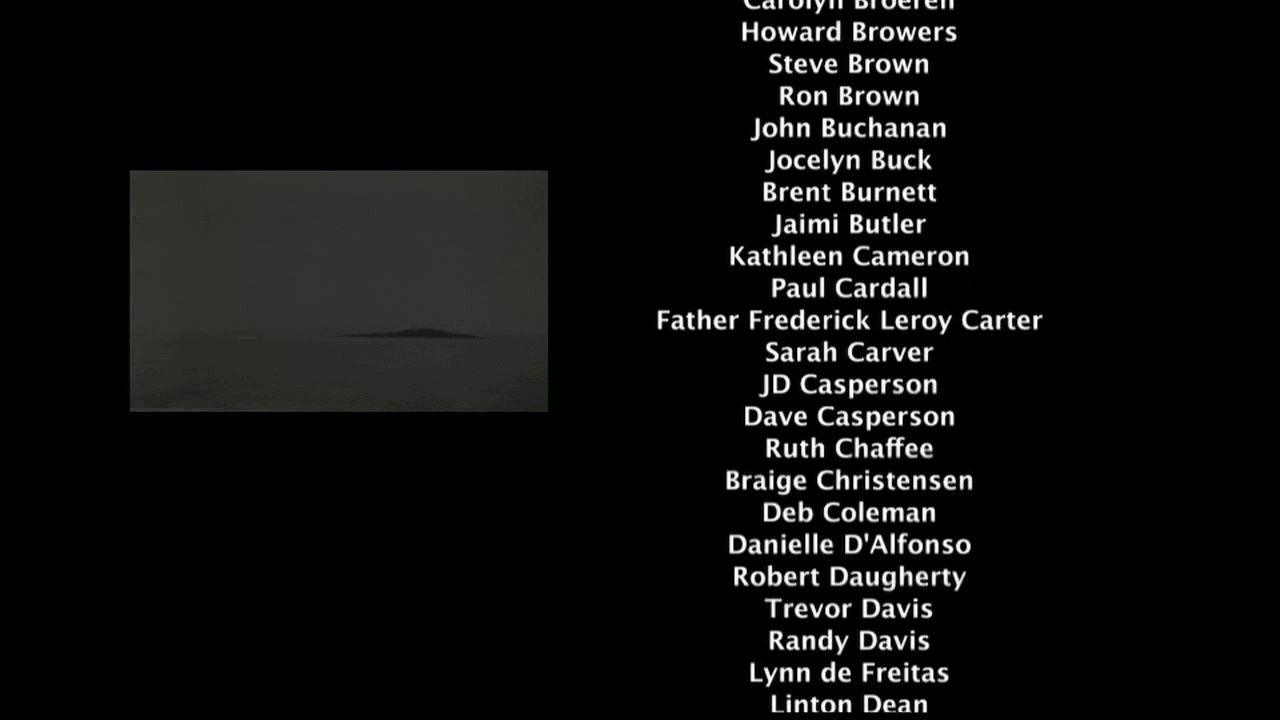 Carolyn Broeren
Howard Browers
Steve Brown
Ron Brown
John Buchanan
Jocelyn Buck
Brent Burnett
Jaimi Butler
Kathleen Cameron
Paul Cardall
Father Frederick Leroy Carter
Sarah Carver
JD Casperson
Dave Casperson
Ruth Chaffee
Braige Christensen
Deb Coleman
Danielle D'Alfonso
Robert Daugherty
Trevor Davis
Randy Davis
Lynn de Freitas
Linton Dean